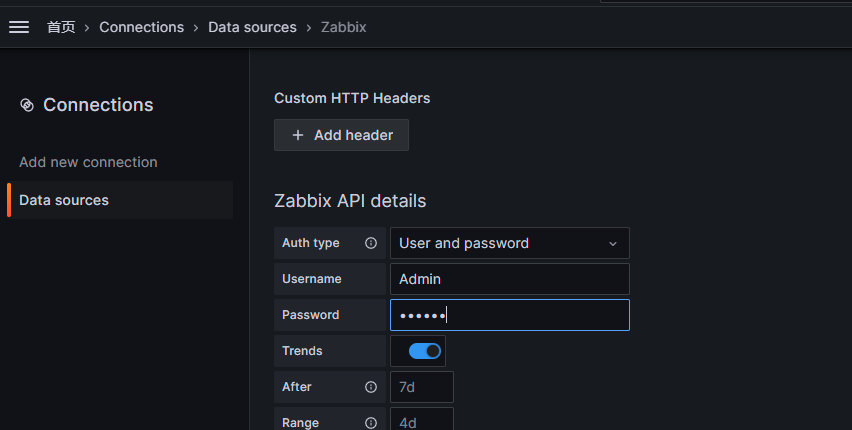 首页 › Connections › Data sources › Zabbix
Connections
Add new connection
Data sources
Custom HTTP Headers
+ Add header
Zabbix API details
Auth type User and password
Username Admin
Password ••••••
Trends
After 7d
Range 4d